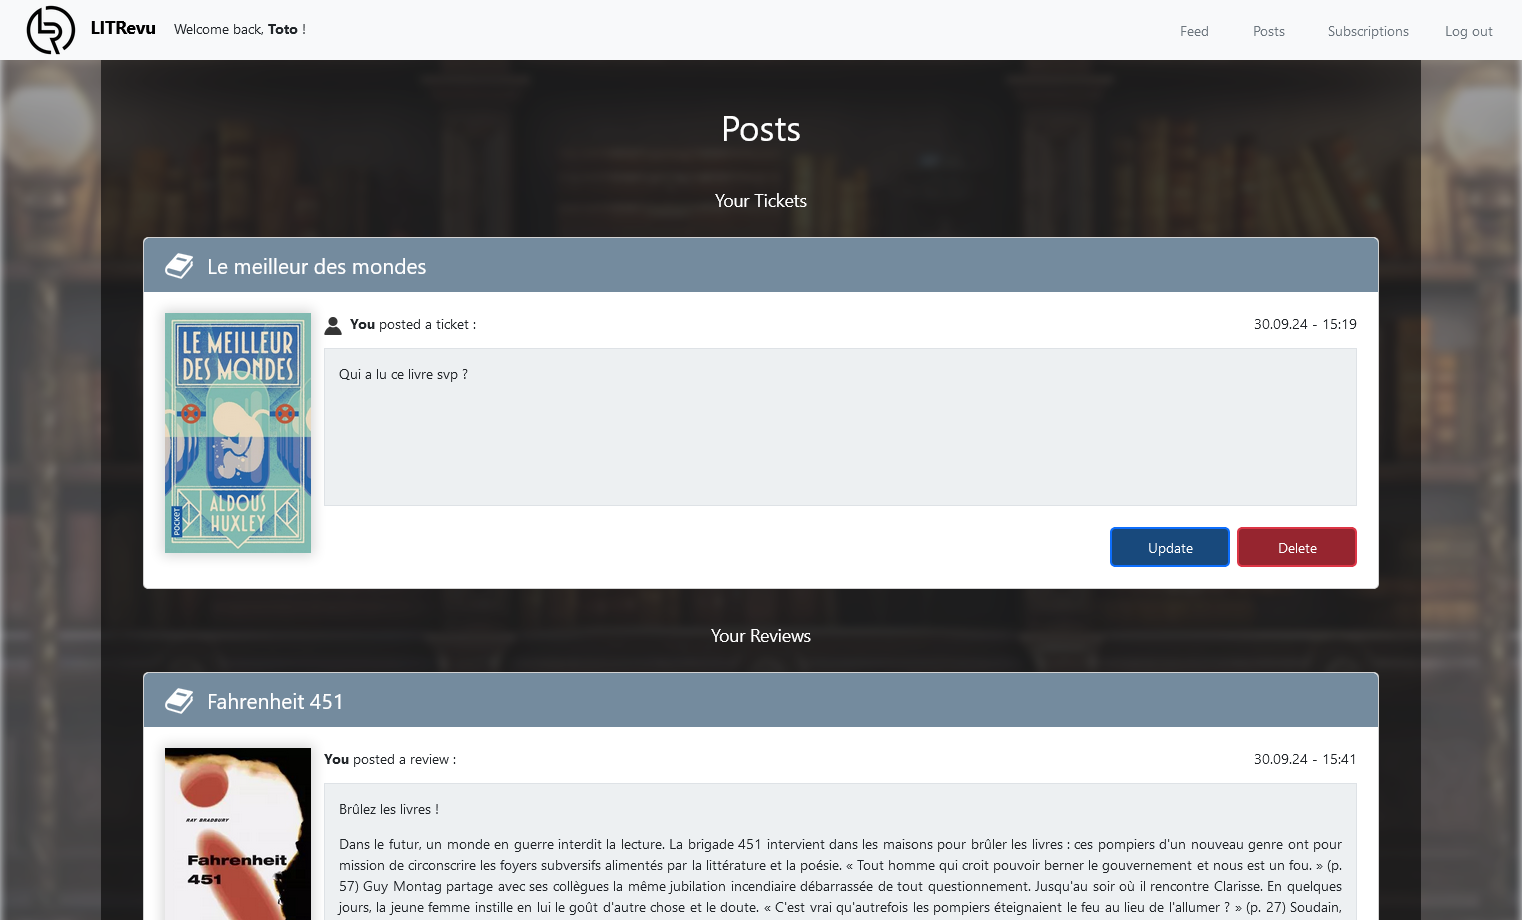 LITRevu Welcome back, Toto !
Feed Posts Subscriptions Log out
Posts
Your Tickets
Le meilleur des mondes
LE MEILLEUR
DES MONDES
ALDOUS
HUXLEY
POCKET
You posted a ticket : 30.09.24 - 15:19
Qui a lu ce livre svp ?
Update Delete
Your Reviews
Fahrenheit 451
RAY BRADBURY
Fahrenheit
451
You posted a review : 30.09.24 - 15:41
Brûlez les livres !
Dans le futur, un monde en guerre interdit la lecture. La brigade 451 intervient dans les maisons pour brûler les livres : ces pompiers d'un nouveau genre ont pour
mission de circonscrire les foyers subversifs alimentés par la littérature et la poésie. « Tout homme qui croit pouvoir berner le gouvernement et nous est un fou. » (p.
57) Guy Montag partage avec ses collègues la même jubilation incendiaire débarrassée de tout questionnement. Jusqu'au soir où il rencontre Clarisse. En quelques
jours, la jeune femme instille en lui le goût d'autre chose et le doute. « C'est vrai qu'autrefois les pompiers éteignaient le feu au lieu de l'allumer ? » (p. 27) Soudain,